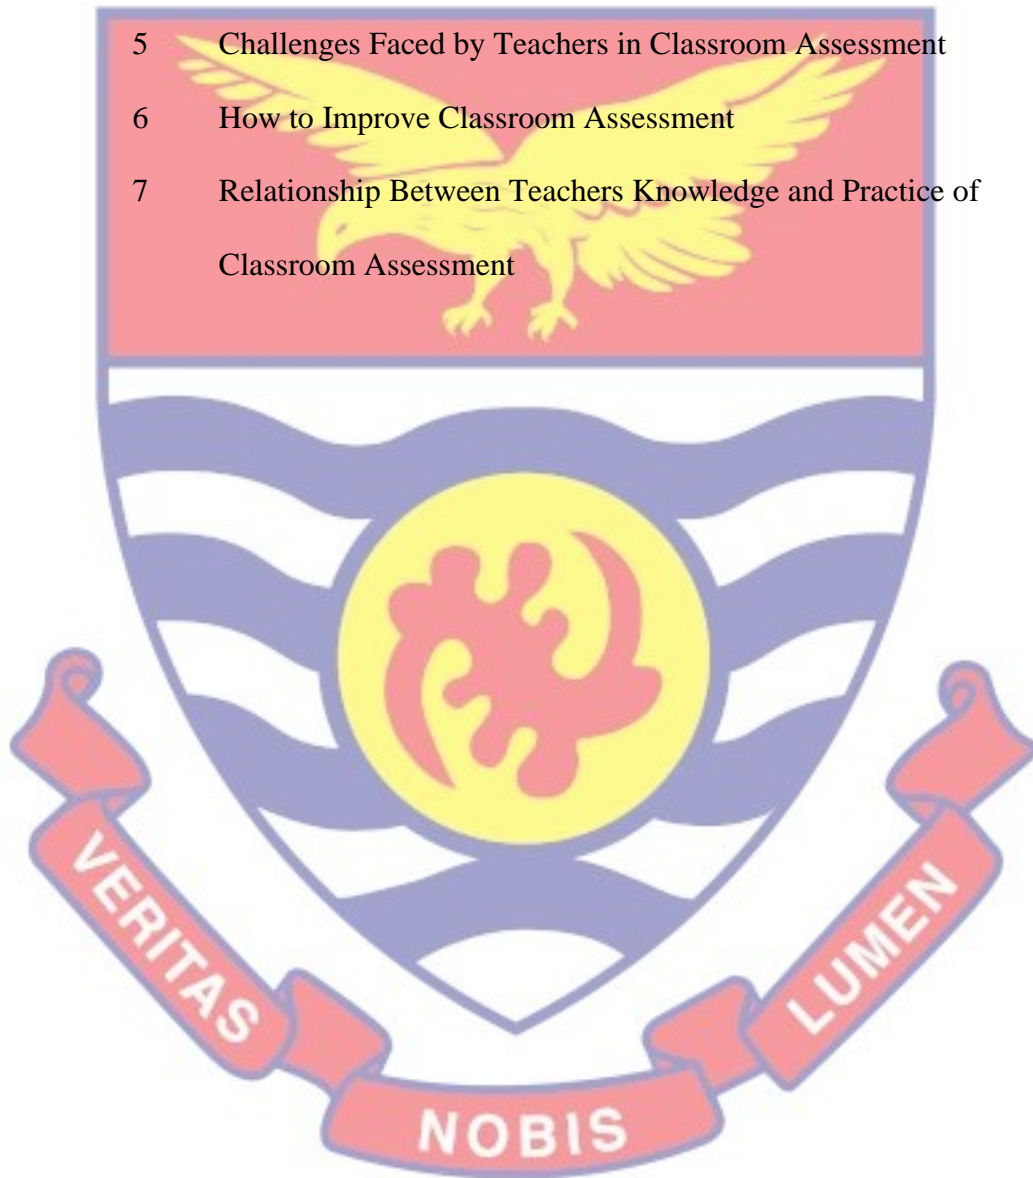 5 Challenges Faced by Teachers in Classroom Assessment
6 How to Improve Classroom Assessment
7 Relationship Between Teachers Knowledge and Practice of
Classroom Assessment
VERITAS
NOBIS
LUMEN